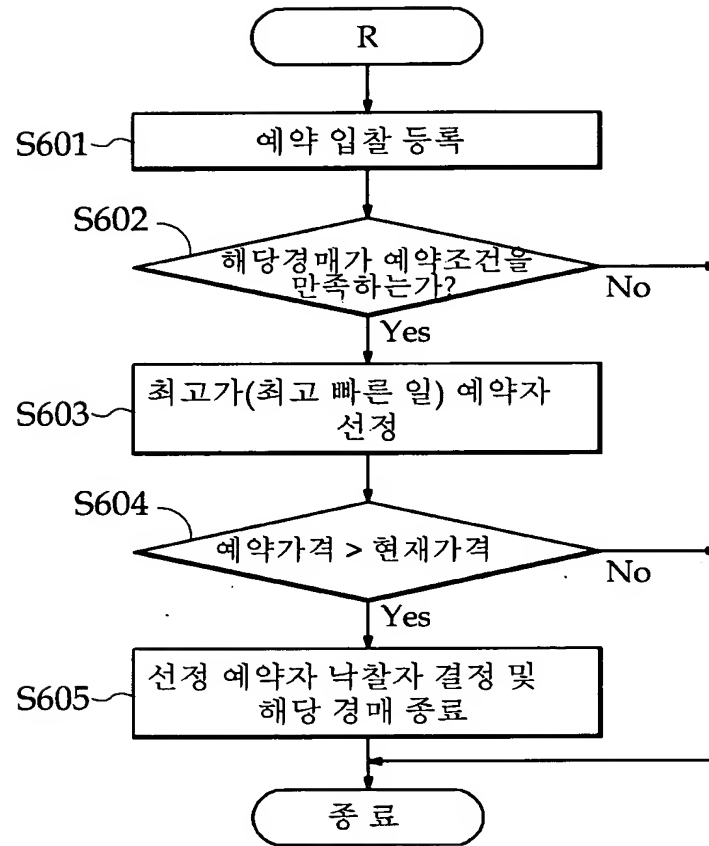 R
S601
예약 입찰 등록
S602
해당경매가 예약조건을
만족하는가?
No
Yes
S603
최고가(최고 빠른 일) 예약자
선정
S604
예약가격 > 현재가격
No
Yes
S605
선정 예약자 낙찰자 결정 및
해당 경매 종료
종 료